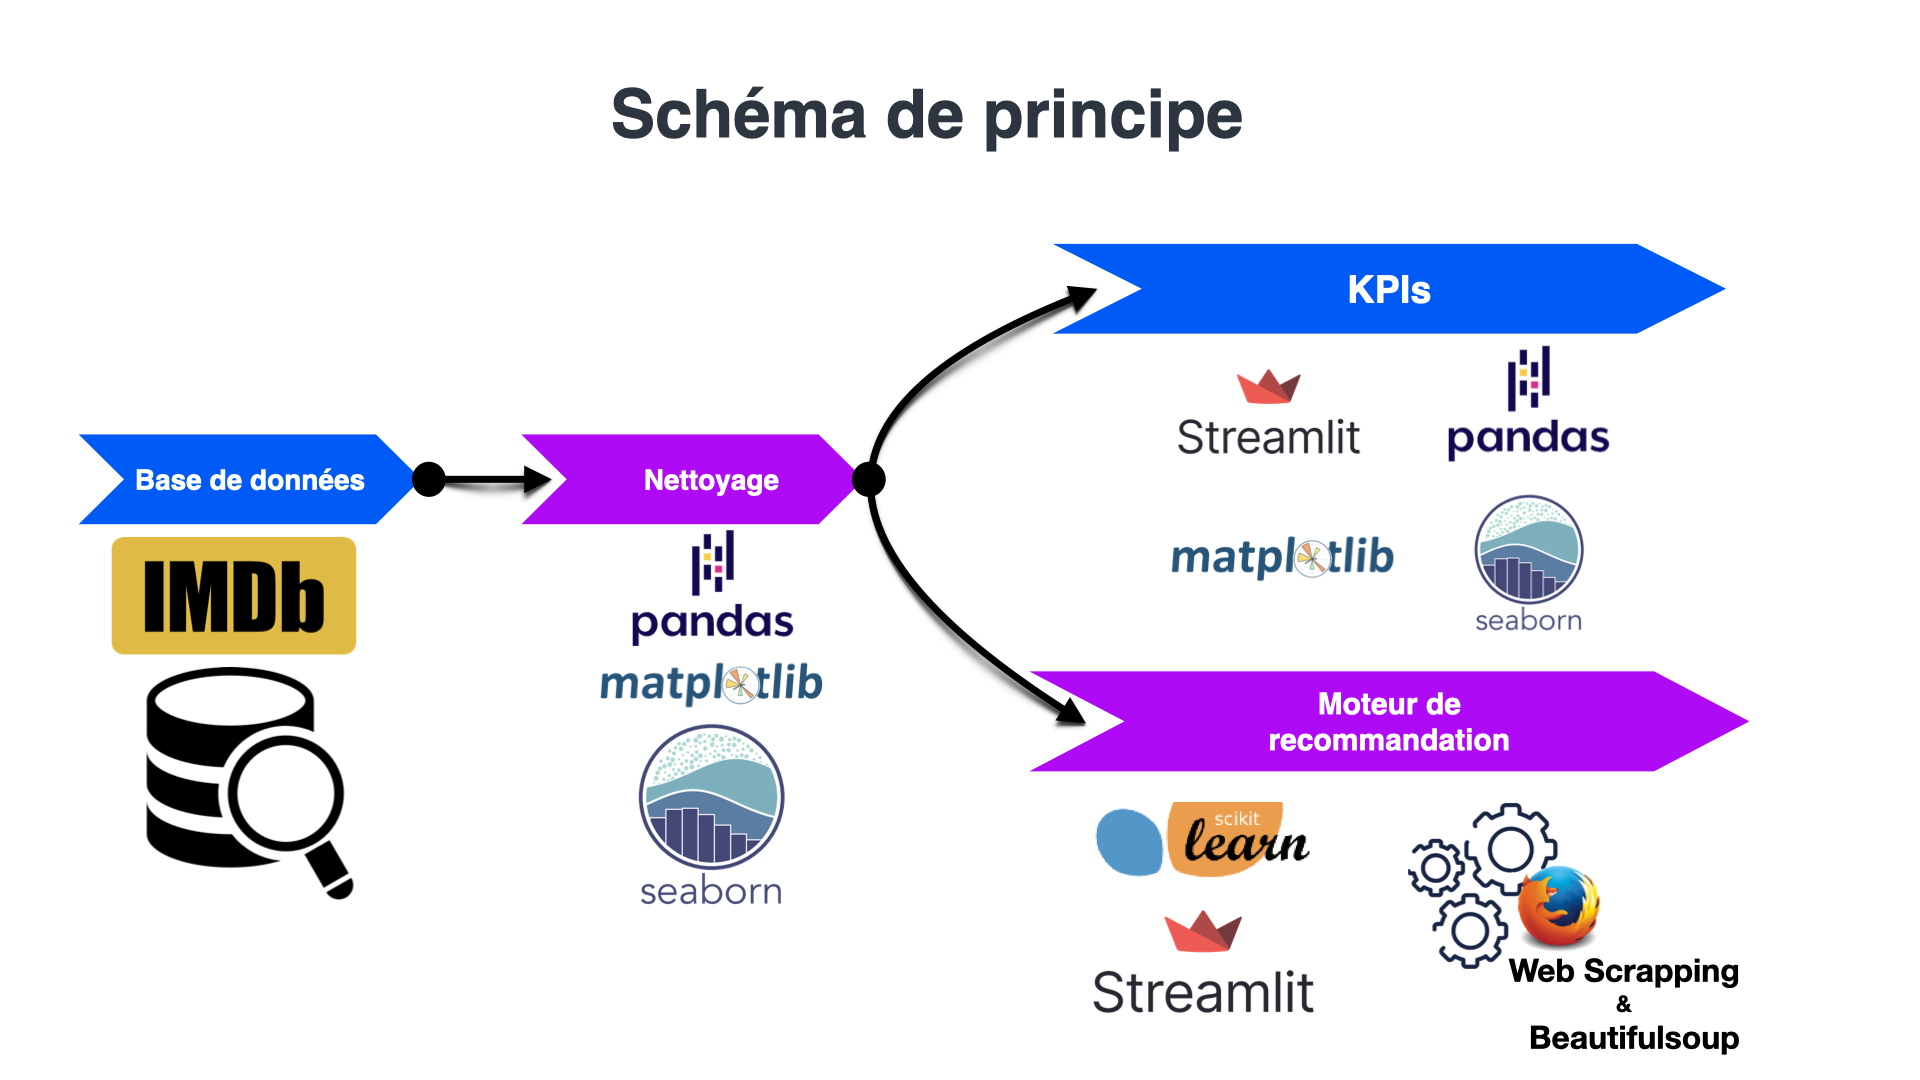 Schéma de principe
KPIs
Streamlit
pandas
matplotlib
seaborn
Base de données
IMDb
Nettoyage
pandas
matplotlib
seaborn
Moteur de
recommandation
scikit
learn
Streamlit
Web Scrapping
&
Beautifulsoup